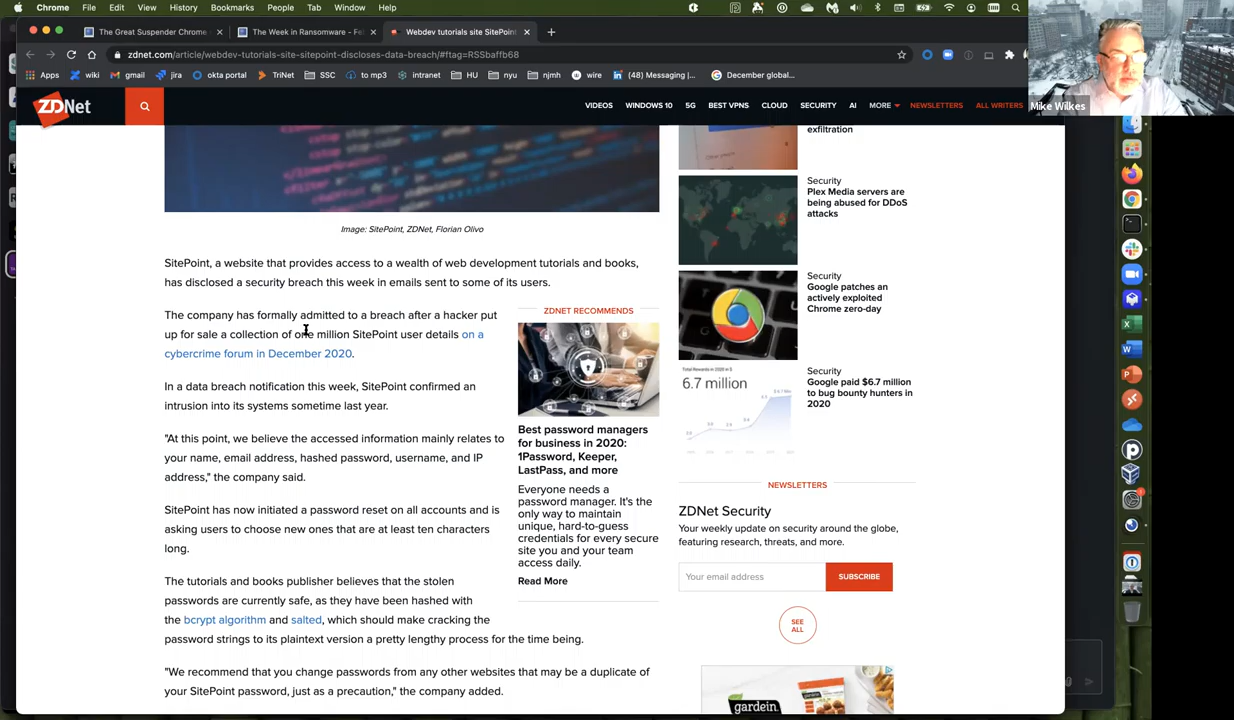 Chrome File Edit View History Bookmarks People Tab Window Help
The Great Suspender Chrome
The Week in Ransomware - Fe
Webdev tutorials site SitePoint
zdnet.com/article/webdev-tutorials-site-sitepoint-discloses-data-breach/#ftag=RSSbaffb68
Apps wiki gmail jira okta portal TriNet SSC to mp3 intranet HU nyu njmh wire (48) Messaging |... December global...
Mike Wilkes
ZDNet
VIDEOS WINDOWS 10 5G BEST VPNS CLOUD SECURITY AI MORE NEWSLETTERS ALL WRITERS
Image: SitePoint, ZDNet, Florian Olivo
SitePoint, a website that provides access to a wealth of web development tutorials and books,
has disclosed a security breach this week in emails sent to some of its users.
The company has formally admitted to a breach after a hacker put
up for sale a collection of one million SitePoint user details on a
cybercrime forum in December 2020.
In a data breach notification this week, SitePoint confirmed an
intrusion into its systems sometime last year.
"At this point, we believe the accessed information mainly relates to
your name, email address, hashed password, username, and IP
address," the company said.
SitePoint has now initiated a password reset on all accounts and is
asking users to choose new ones that are at least ten characters
long.
The tutorials and books publisher believes that the stolen
passwords are currently safe, as they have been hashed with
the bcrypt algorithm and salted, which should make cracking the
password strings to its plaintext version a pretty lengthy process for the time being.
"We recommend that you change passwords from any other websites that may be a duplicate of
your SitePoint password, just as a precaution," the company added.
ZDNET RECOMMENDS
Best password managers
for business in 2020:
1Password, Keeper,
LastPass, and more
Everyone needs a
password manager. It's the
only way to maintain
unique, hard-to-guess
credentials for every secure
site you and your team
access daily.
Read More
exfiltration
Security
Plex Media servers are
being abused for DDoS
attacks
Security
Google patches an
actively exploited
Chrome zero-day
6.7 million
Security
Google paid $6.7 million
to bug bounty hunters in
2020
NEWSLETTERS
ZDNet Security
Your weekly update on security around the globe,
featuring research, threats, and more.
Your email address
SUBSCRIBE
SEE
ALL
gardein